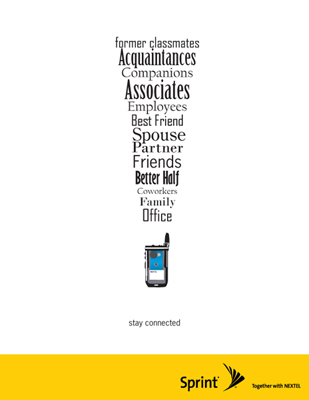 former classmates
Acquaintances
Companions
Associates
Employees
Best Friend
Spouse
Partner
Friends
Better Half
Coworkers
Family
Office
stay connected
Sprint
Together with NEXTEL